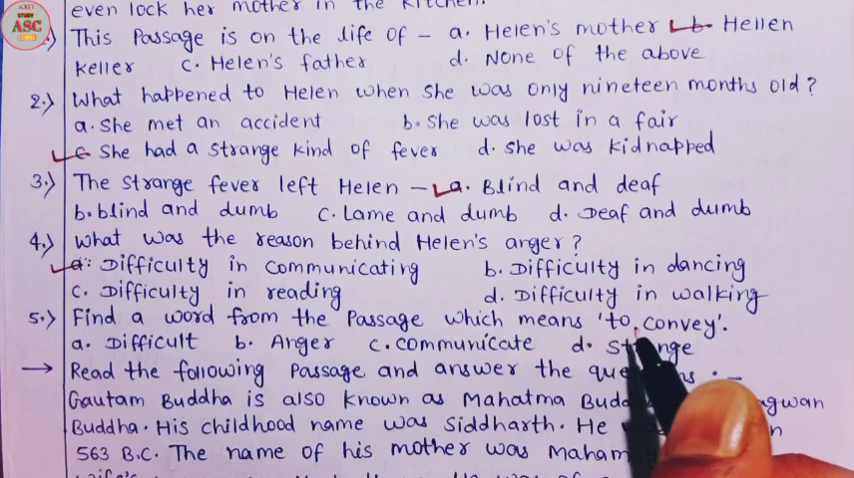 A.K.IT
STUDY
ASC
even lock her mother in the kitchen.
1.) This Passage is on the life of – a. Helen's mother b. Hellen
Keller c. Helen's father d. None of the above
2.) What happened to Helen when she was only nineteen months old?
a. She met an accident b. She was lost in a fair
c. She had a strange kind of fever d. She was kidnapped
3.) The strange fever left Helen – a. Blind and deaf
b. blind and dumb c. Lame and dumb d. Deaf and dumb
4.) What was the reason behind Helen's anger?
a. Difficulty in communicating b. Difficulty in dancing
c. Difficulty in reading d. Difficulty in walking
5.) Find a word from the Passage which means 'to convey'.
a. Difficult b. Anger c. communicate d. Strange
→ Read the following Passage and answer the :–
Gautam Buddha is also known as Mahatma
Buddha. His childhood name was Siddharth. He
563 B.C. The name of his mother was